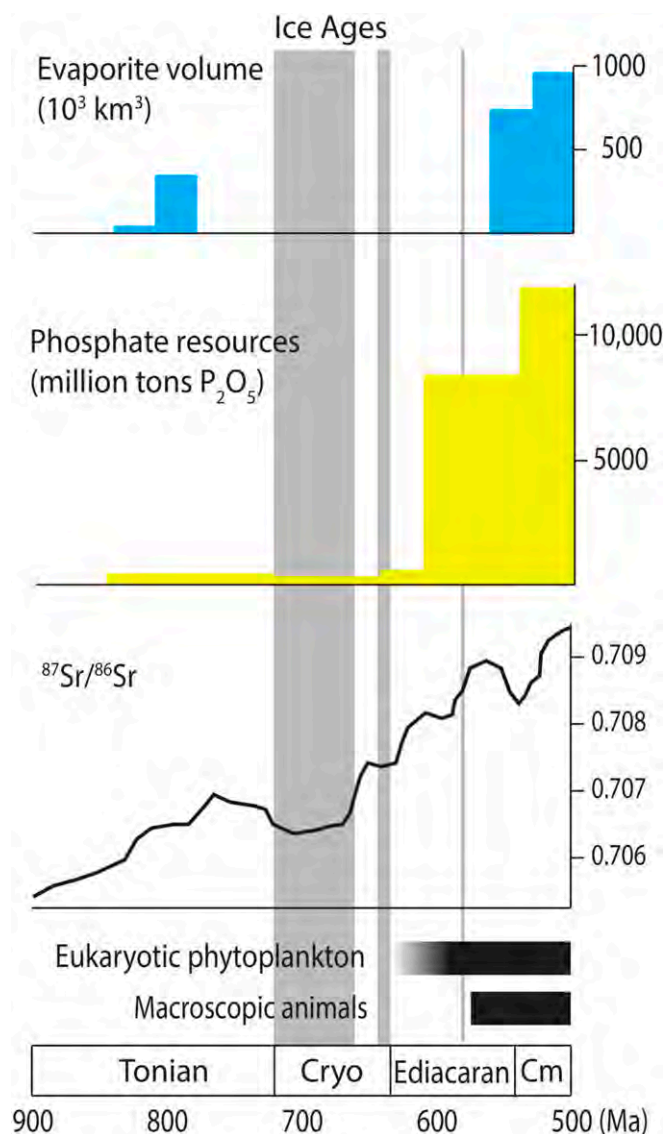 Ice Ages
Evaporite volume
(10³ km³)
1000
500
Phosphate resources
(million tons P₂O₅)
10,000
5000
⁸⁷Sr/⁸⁶Sr
0.709
0.708
0.707
0.706
Eukaryotic phytoplankton
Macroscopic animals
Tonian Cryo Ediacaran Cm
900 800 700 600 500 (Ma)